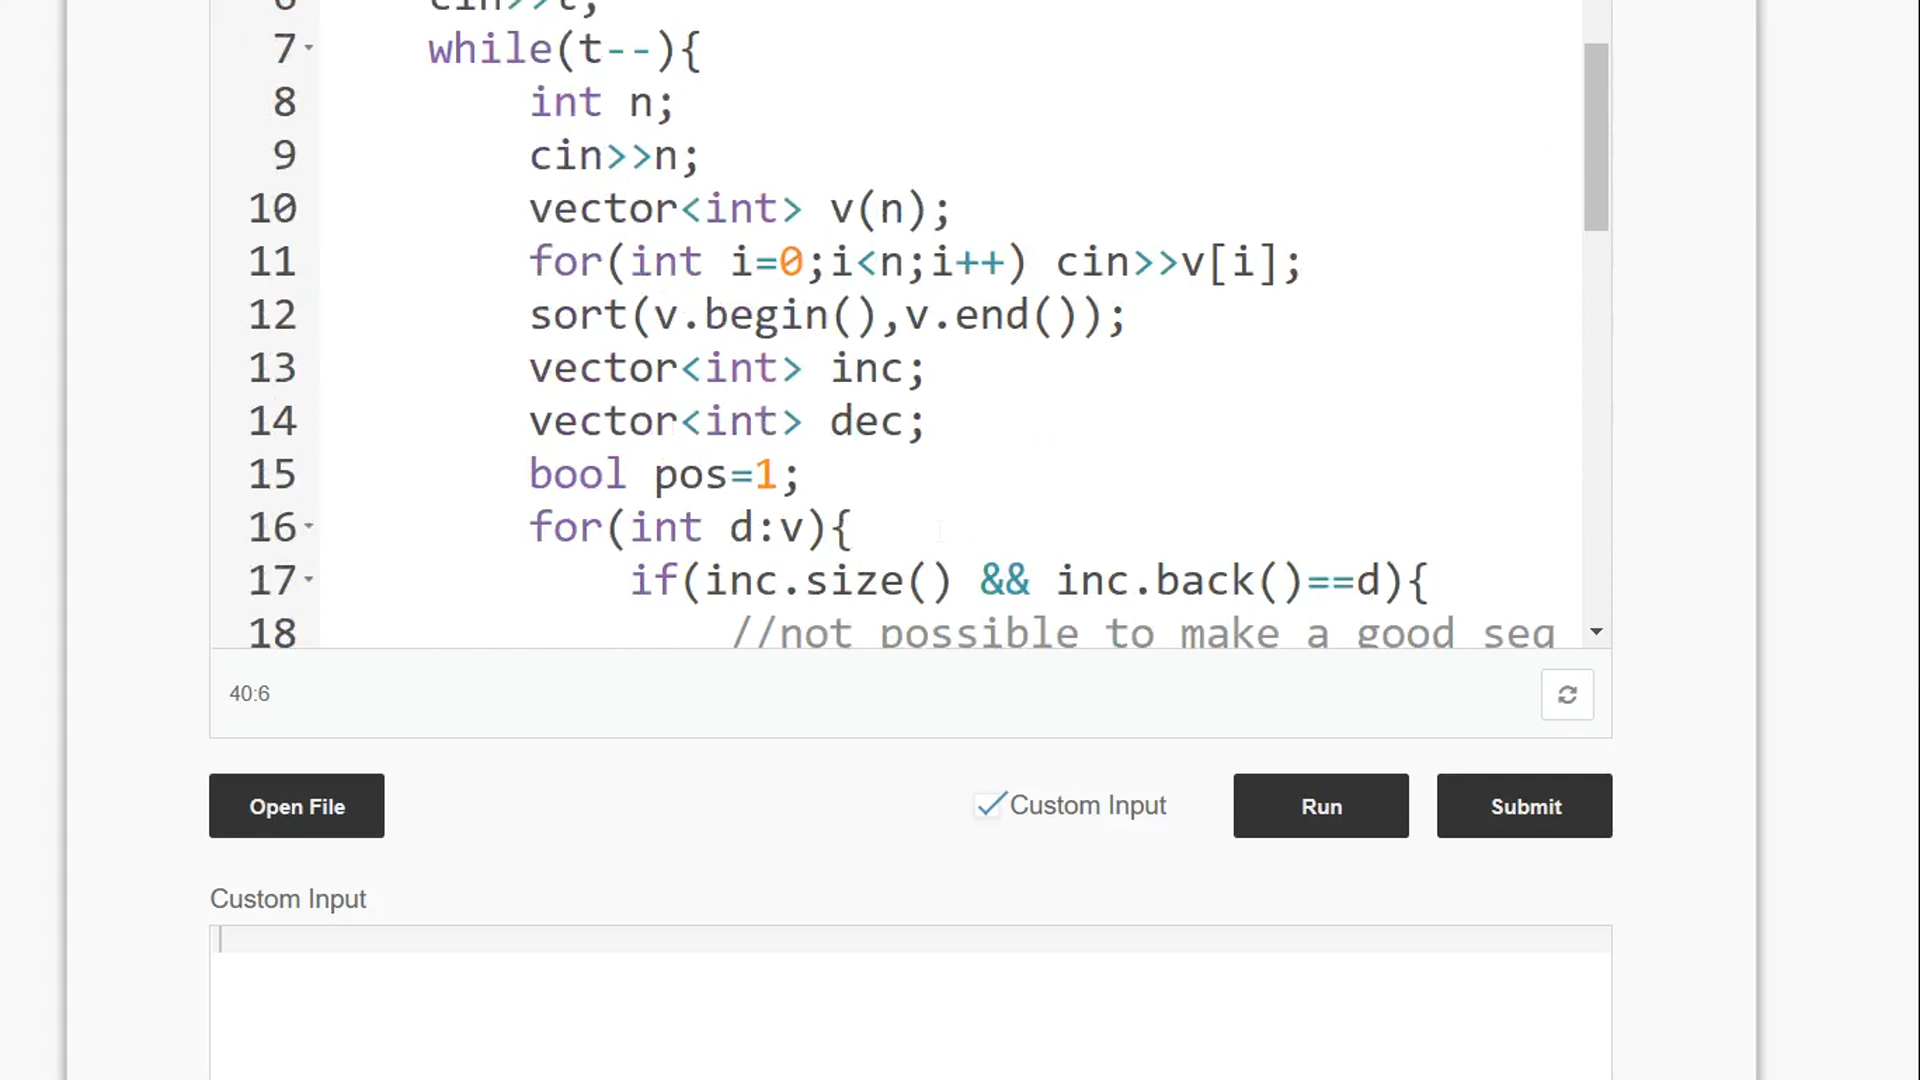 6 cin>>t;
7 while(t--){
8 int n;
9 cin>>n;
10 vector<int> v(n);
11 for(int i=0;i<n;i++) cin>>v[i];
12 sort(v.begin(),v.end());
13 vector<int> inc;
14 vector<int> dec;
15 bool pos=1;
16 for(int d:v){
17 if(inc.size() && inc.back()==d){
18 //not possible to make a good seq
40:6
Open File
Custom Input
Run
Submit
Custom Input